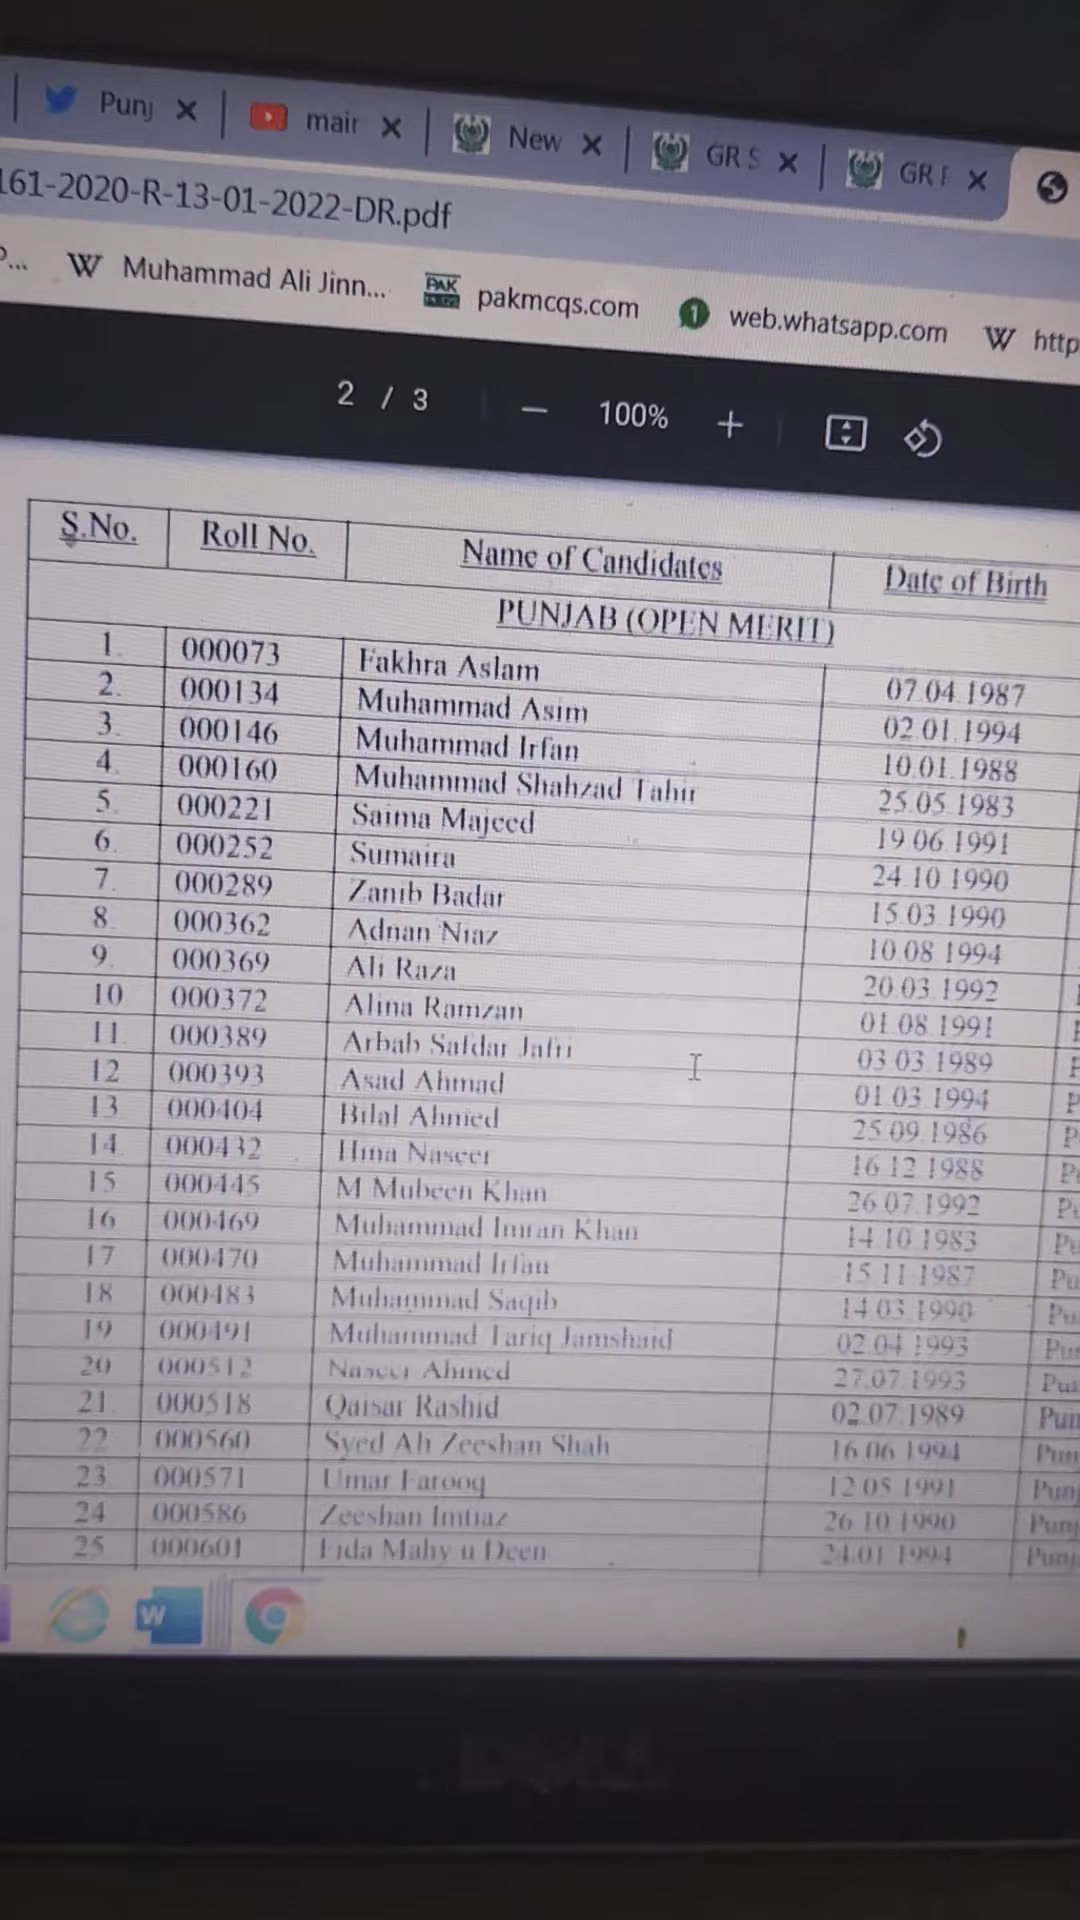 Punj
mair
New
GR S
GR F
161-2020-R-13-01-2022-DR.pdf
Muhammad Ali Jinn...
PAK
pakmcqs.com
1
web.whatsapp.com
W http
2 / 3
100%
S.No. Roll No. Name of Candidates Date of Birth
PUNJAB (OPEN MERIT)
1. 000073 Fakhra Aslam 07.04.1987
2. 000134 Muhammad Asim 02.01.1994
3. 000146 Muhammad Irfan 10.01.1988
4. 000160 Muhammad Shahzad Tahir 25.05.1983
5. 000221 Saima Majeed 19.06.1991
6. 000252 Sumaira 24.10.1990
7. 000289 Zanib Badar 15.03.1990
8. 000362 Adnan Niaz 10.08.1994
9. 000369 Ali Raza 20.03.1992
10 000372 Alina Ramzan 01.08.1991
11. 000389 Arbab Safdar Jafri 03.03.1989
12 000393 Asad Ahmad 01.03.1994
13 000404 Bilal Ahmed 25.09.1986
14 000432 Hina Naseer 16.12.1988
15 000445 M Mubeen Khan 26.07.1992
16 000469 Muhammad Imran Khan 14.10.1983
17 000470 Muhammad Irfan 15.11.1987
18 000483 Muhammad Saqib 14.03.1990
19 000491 Muhammad Tariq Jamshaid 02.04.1993
20 000512 Naseer Ahmed 27.07.1993
21. 000518 Qaisar Rashid 02.07.1989 Pun
22 000560 Syed Ali Zeeshan Shah 16.06.1994 Pun
23 000571 Umar Farooq 12.05.1991 Punj
24 000586 Zeeshan Imtiaz 26.10.1990 Punj
25 000601 Fida Mahy u Deen 24.01.1994 Punj
W
DELL